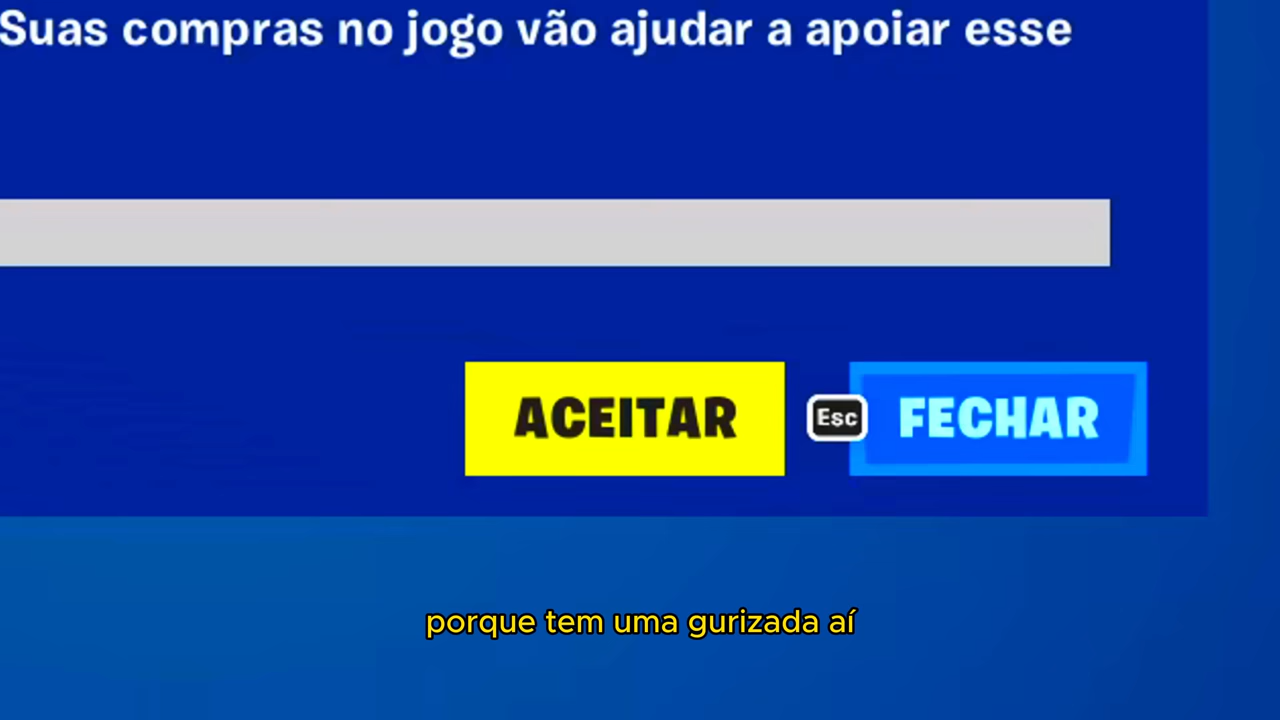 Suas compras no jogo vão ajudar a apoiar esse
ACEITAR
Esc
FECHAR
porque tem uma gurizada aí